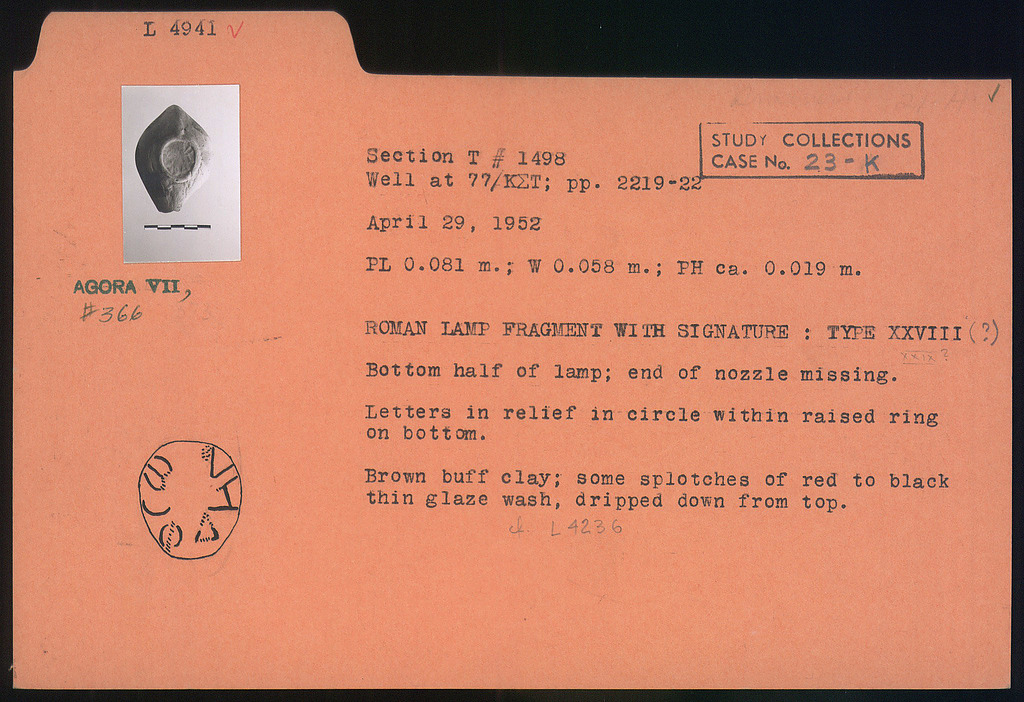 L 4941 ✓
✓
STUDY COLLECTIONS
CASE No. 23-K
Section T # 1498
Well at 77/ΚΣΤ; pp. 2219-22
April 29, 1952
PL 0.081 m.; W 0.058 m.; PH ca. 0.019 m.
AGORA VII,
#366
ROMAN LAMP FRAGMENT WITH SIGNATURE : TYPE XXVIII (?)
XXIX ?
Bottom half of lamp; end of nozzle missing.
Letters in relief in circle within raised ring
on bottom.
Brown buff clay; some splotches of red to black
thin glaze wash, dripped down from top.
cf. L 4236